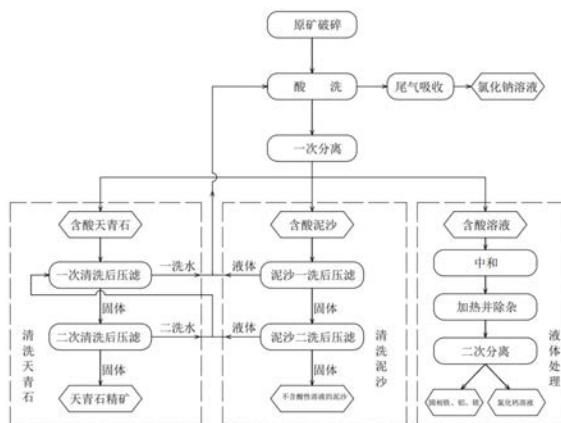 原矿破碎
酸 洗
尾气吸收
氯化钠溶液
一次分离
含酸天青石
含酸泥沙
含酸溶液
一次清洗后压滤
一洗水
液体
泥沙一洗后压滤
中和
固体
固体
加热并除杂
二次清洗后压滤
二洗水
液体
泥沙二洗后压滤
二次分离
固体
固体
天青石精矿
不含酸性溶液的泥沙
固相铁、铝、镁
氯化钙溶液
清洗天青石
清洗泥沙
液体处理